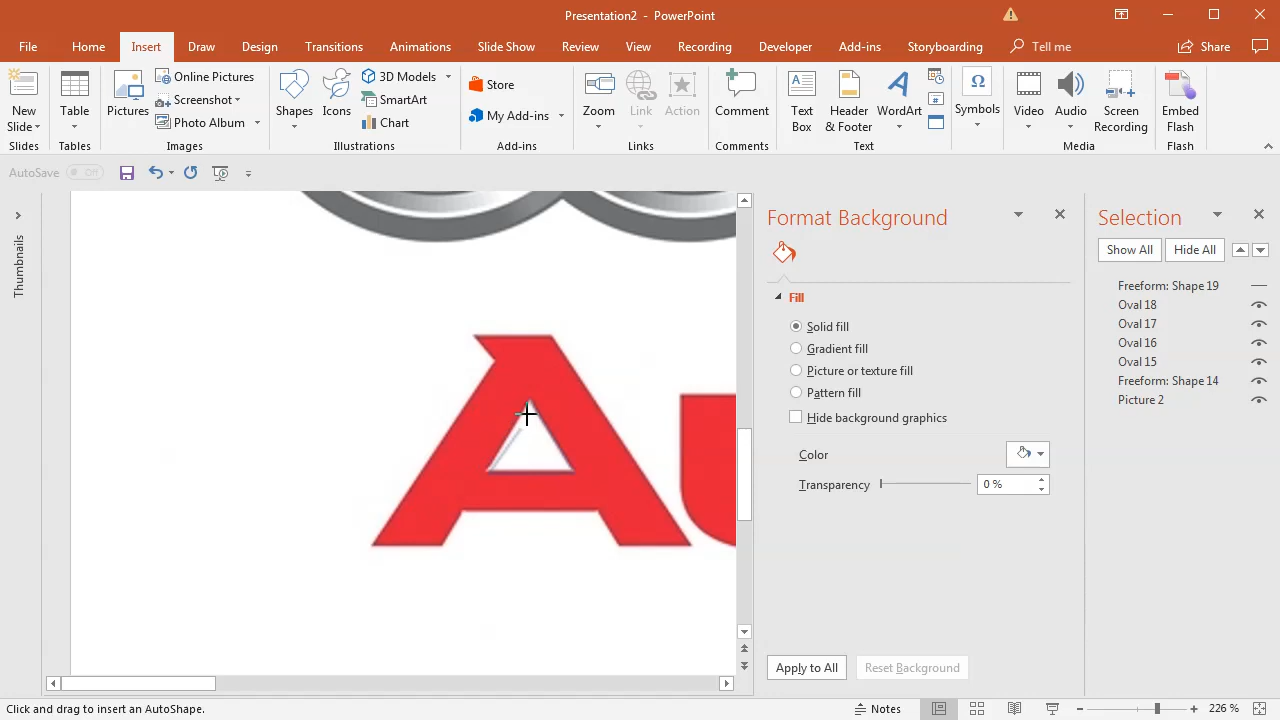 Presentation2 - PowerPoint
File Home Insert Draw Design Transitions Animations Slide Show Review View Recording Developer Add-ins Storyboarding Tell me Share
New Slide
Slides
Table
Tables
Pictures
Online Pictures
Screenshot
Photo Album
Images
Shapes
Icons
3D Models
SmartArt
Chart
Illustrations
Store
My Add-ins
Add-ins
Zoom
Link
Action
Links
Comment
Comments
Text Box
Header & Footer
WordArt
Text
Symbols
Video
Audio
Screen Recording
Media
Embed Flash
Flash
AutoSave Off
Thumbnails
Au
Format Background
Fill
Solid fill
Gradient fill
Picture or texture fill
Pattern fill
Hide background graphics
Color
Transparency 0 %
Apply to All Reset Background
Selection
Show All Hide All
Freeform: Shape 19
Oval 18
Oval 17
Oval 16
Oval 15
Freeform: Shape 14
Picture 2
Click and drag to insert an AutoShape. Notes 226 %